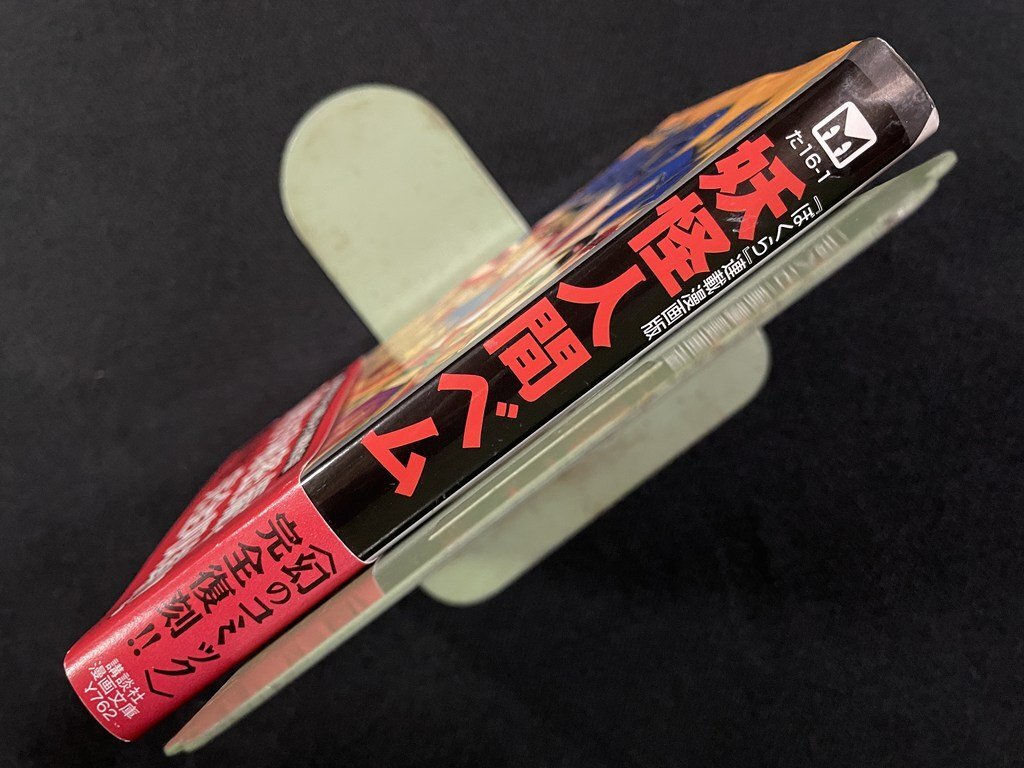 た16-1
『ぼくら』連載漫画版
妖怪人間ベム
〈幻のコミック〉
完全復刻!!
講談社
漫画文庫
¥762